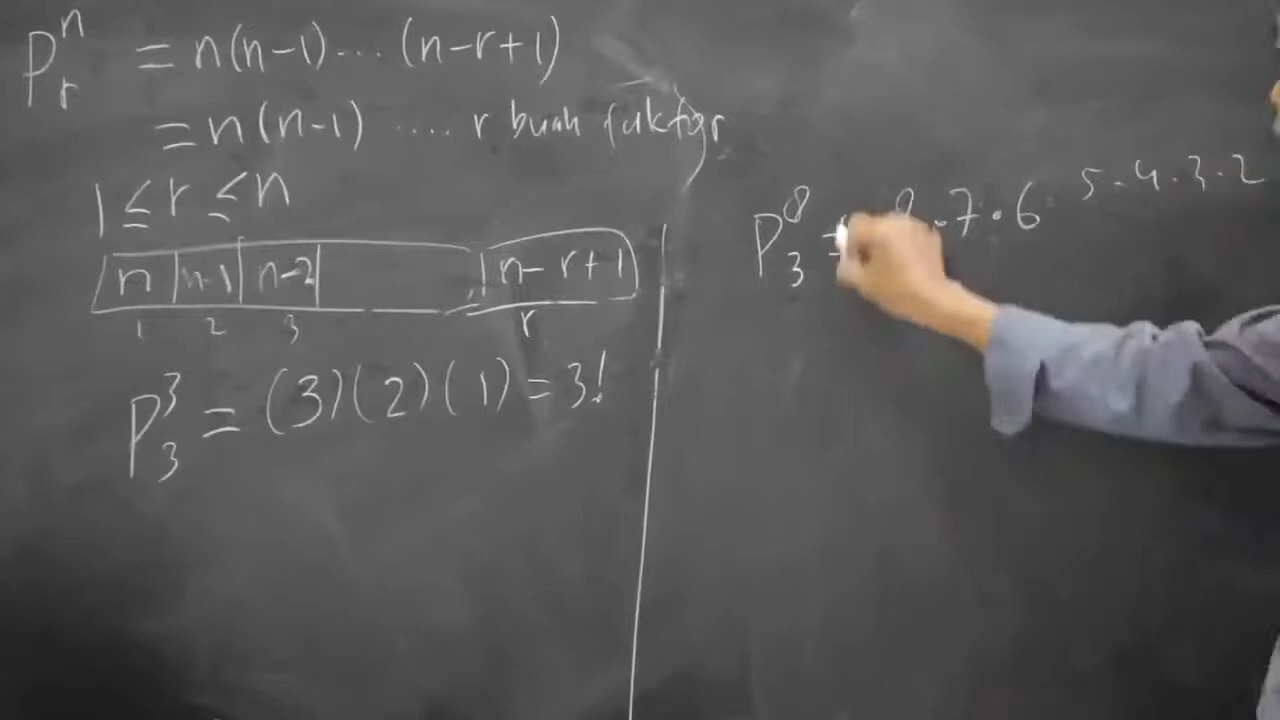 P^n_r = n(n-1)... (n-r+1)
= n(n-1) .... r buah faktor
1 ≤ r ≤ n
n n-1 n-2 n-r+1
1 2 3 r
P^3_3 = (3)(2)(1) = 3!
P^8_3 = 8.7.6 5.4.3.2